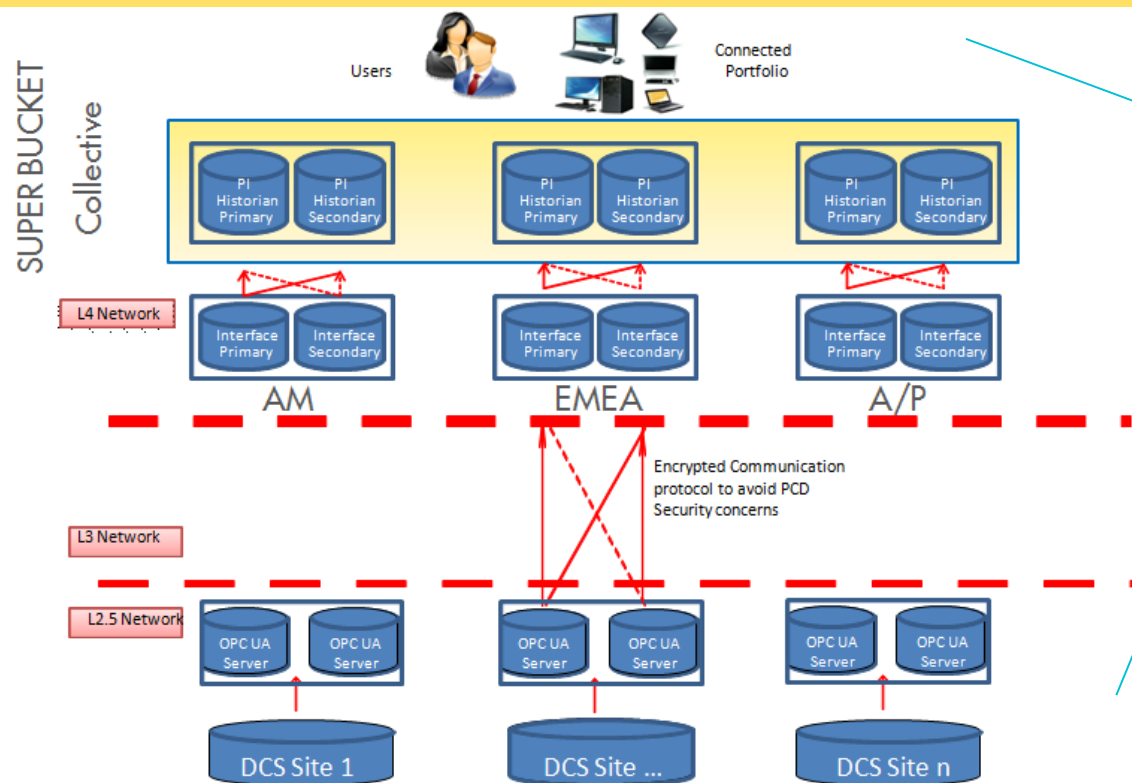 SUPER BUCKET
Collective
Users
Connected
Portfolio
PI
Historian
Primary
PI
Historian
Secondary
PI
Historian
Primary
PI
Historian
Secondary
PI
Historian
Primary
PI
Historian
Secondary
L4 Network
Interface
Primary
Interface
Secondary
Interface
Primary
Interface
Secondary
Interface
Primary
Interface
Secondary
AM
EMEA
A/P
Encrypted Communication
protocol to avoid PCD
Security concerns
L3 Network
L2.5 Network
OPC UA
Server
OPC UA
Server
OPC UA
Server
OPC UA
Server
OPC UA
Server
OPC UA
Server
DCS Site 1
DCS Site ...
DCS Site n